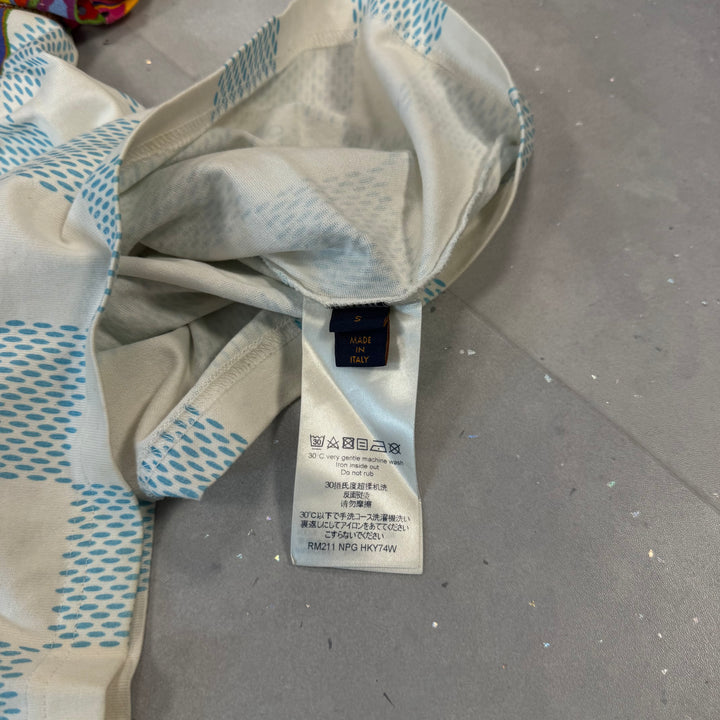 S
MADE
IN
ITALY
30
30°C very gentle machine wash
Iron inside out
Do not rub
30摄氏度超揉机洗
反面熨烫
请勿摩擦
30℃以下で手洗コース洗濯機洗い
裏返しにしてアイロンをあててください
こすらないでください
RM211 NPG HKY74W